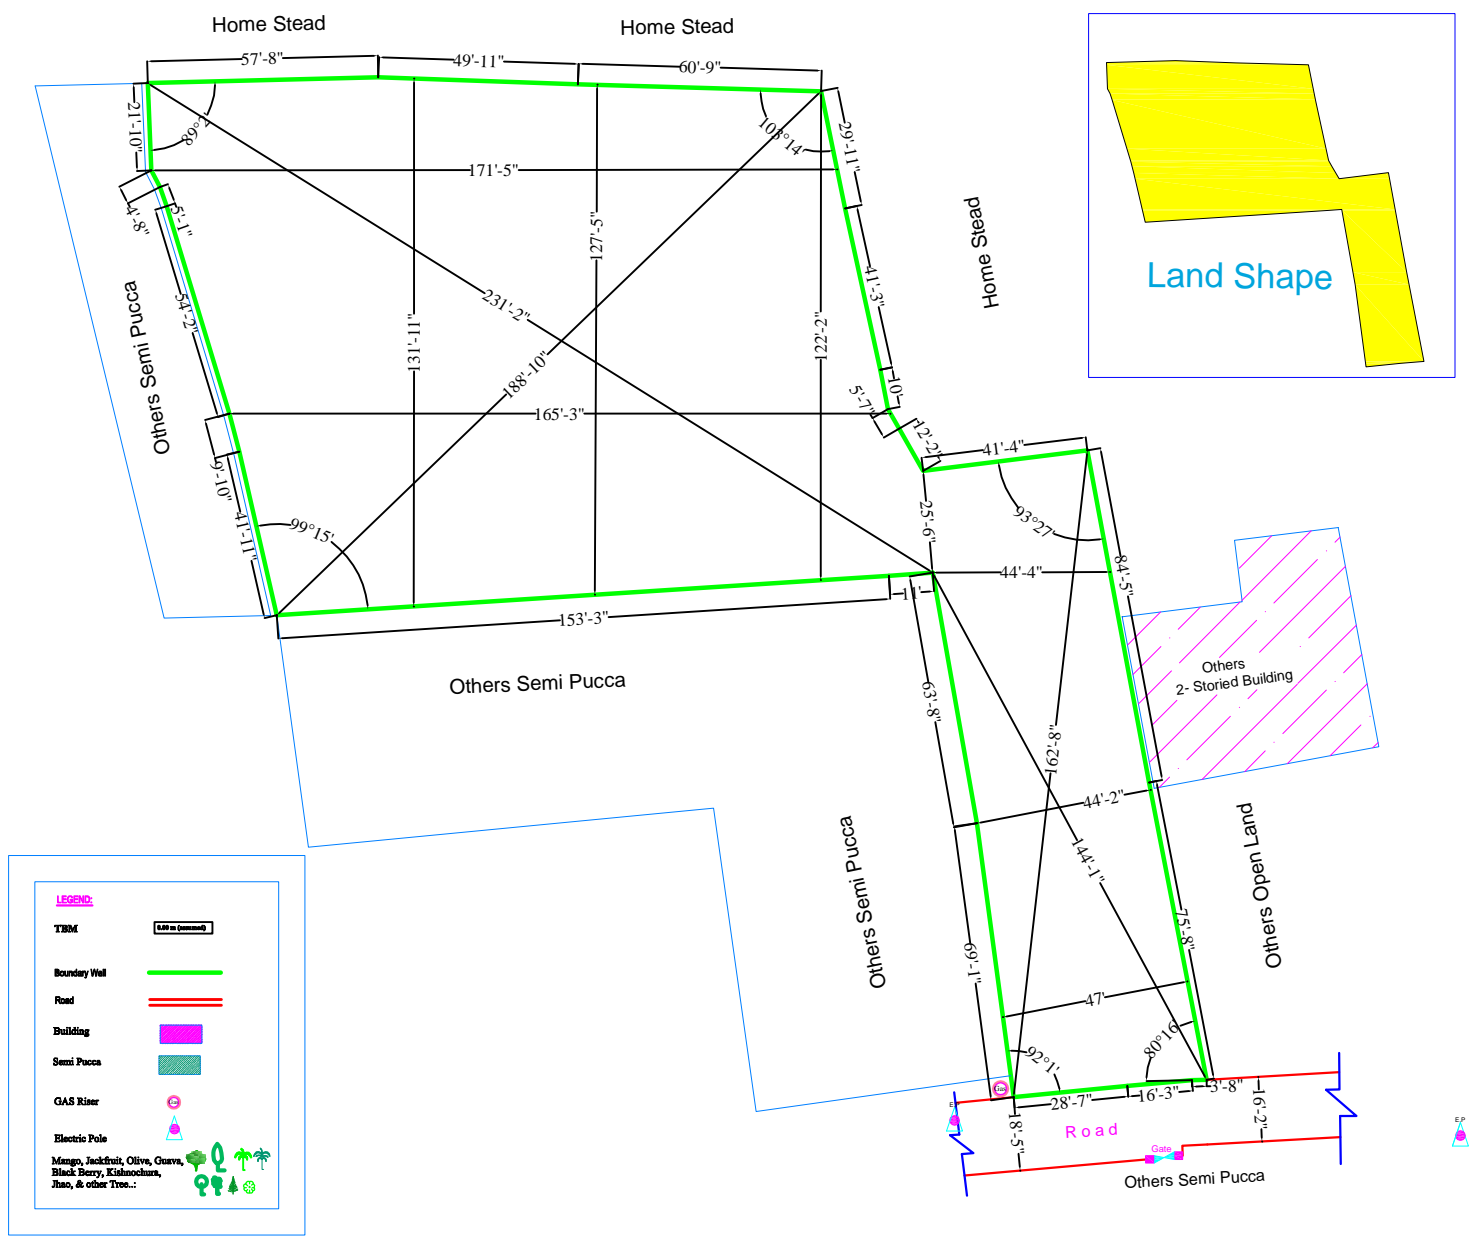 Home Stead
Home Stead
57'-8"
49'-11"
60'-9"
21'-10"
89°2'
103°14'
29'-11"
171'-5"
4'-8"
5'-1"
127'-5"
Home Stead
Land Shape
54'-2"
231'-2"
131'-11"
122'-2"
41'-3"
Others Semi Pucca
188'-10"
10'
165'-3"
5'-7"
12'-2"
41'-4"
9'-10"
41'-11"
99°15'
25'-6"
93°27'
44'-4"
84'-5"
11'
153'-3"
Others Semi Pucca
63'-8"
Others
2- Storied Building
162'-8"
44'-2"
144'-1"
Others Semi Pucca
Others Open Land
75'-8"
69'-1"
47'
92°1'
80°16'
Gas
28'-7"
16'-3"
3'-8"
16'-2"
18'-5"
Road
Gate
Others Semi Pucca
E.P
LEGEND:
TBM
0.00 m (assumed)
Boundary Wall
Road
Building
Semi Pucca
GAS Riser
Gas
Electric Pole
Mango, Jackfruit, Olive, Guava,
Black Berry, Kishnochura,
Jhao, & other Tree..: